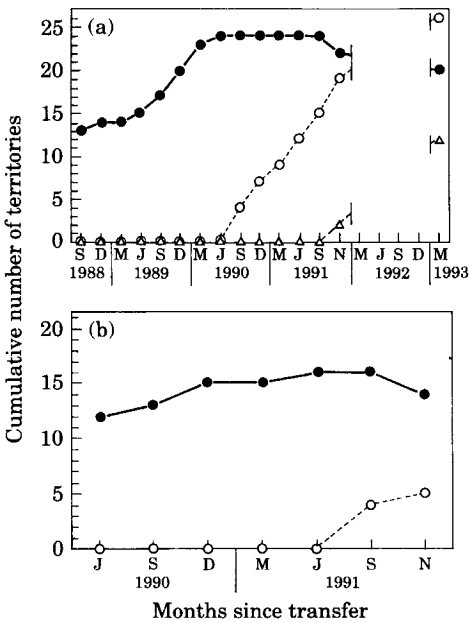 (a)
25
20
15
10
5
0
S D M J S D M J S D M J S N M J S D M
1988 1989 1990 1991 1992 1993
Cumulative number of territories
(b)
20
15
10
5
0
J S D M J S N
1990 1991
Months since transfer